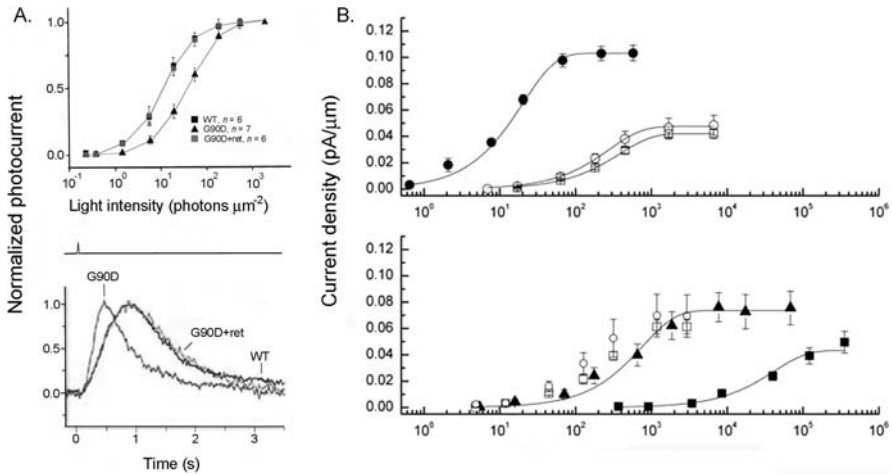 A.
B.
Normalized photocurrent
1.0
0.5
0.0
WT, n = 6
G90D, n = 7
G90D+ret, n = 6
10-1 100 101 102 103
Light intensity (photons μm-2)
G90D
1.0
0.5
0.0
G90D+ret
WT
0 1 2 3
Time (s)
Current density (pA/μm)
0.12
0.10
0.08
0.06
0.04
0.02
0.00
100 101 102 103 104 105 106
0.12
0.10
0.08
0.06
0.04
0.02
0.00
100 101 102 103 104 105 106